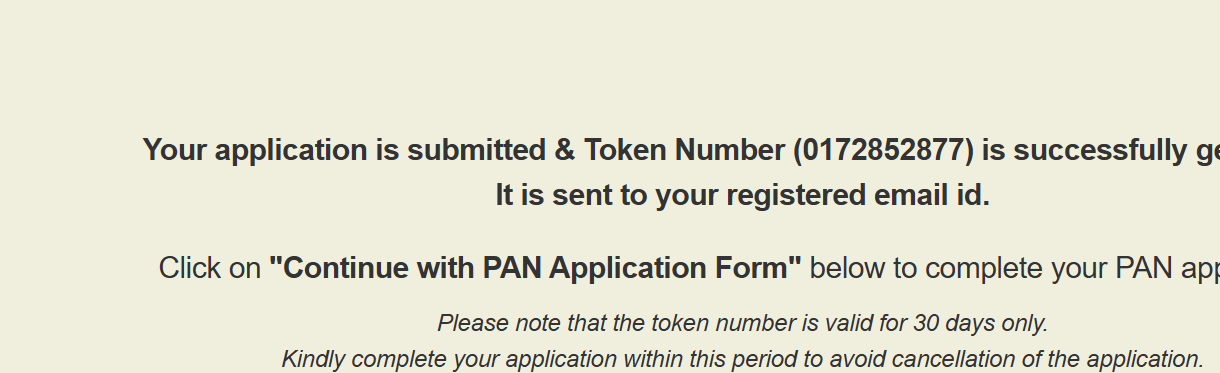 Your application is submitted & Token Number (0172852877) is successfully ge
It is sent to your registered email id.
Click on "Continue with PAN Application Form" below to complete your PAN app
Please note that the token number is valid for 30 days only.
Kindly complete your application within this period to avoid cancellation of the application.